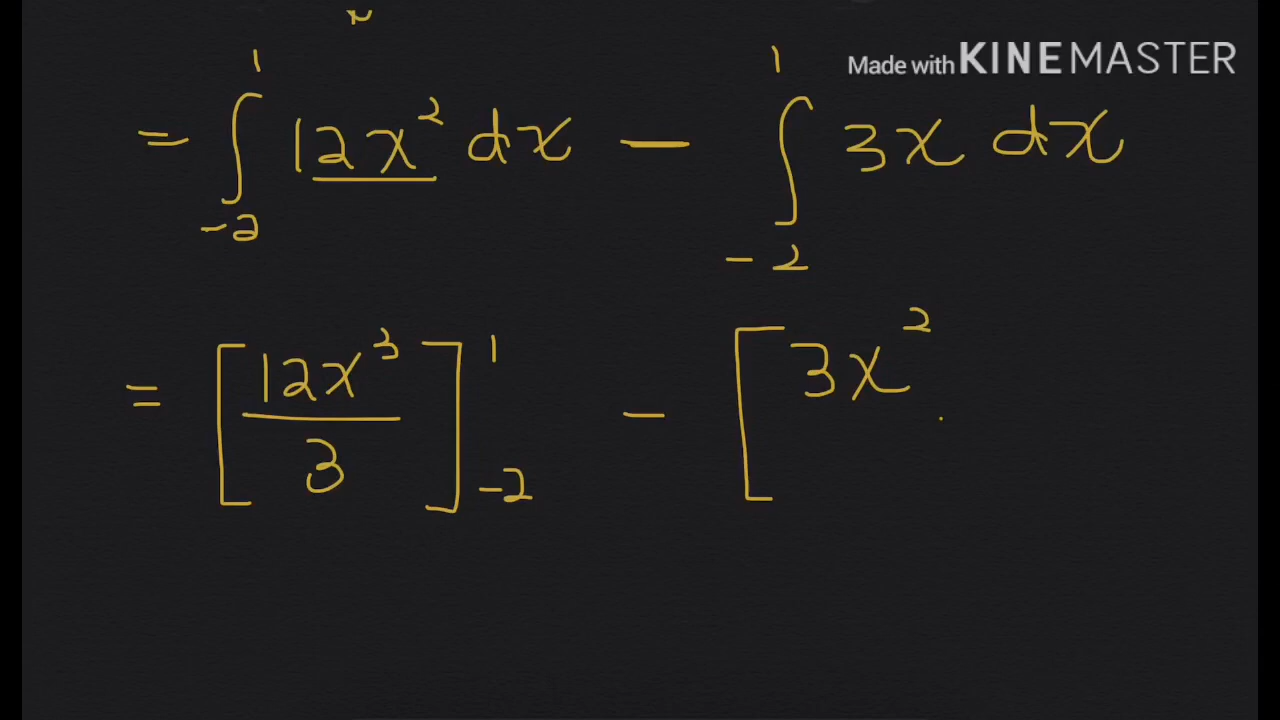 Made with KINEMASTER
= ∫₋₂¹ 12x² dx − ∫₋₂¹ 3x dx
= [12x³/3]₋₂¹ − [3x²